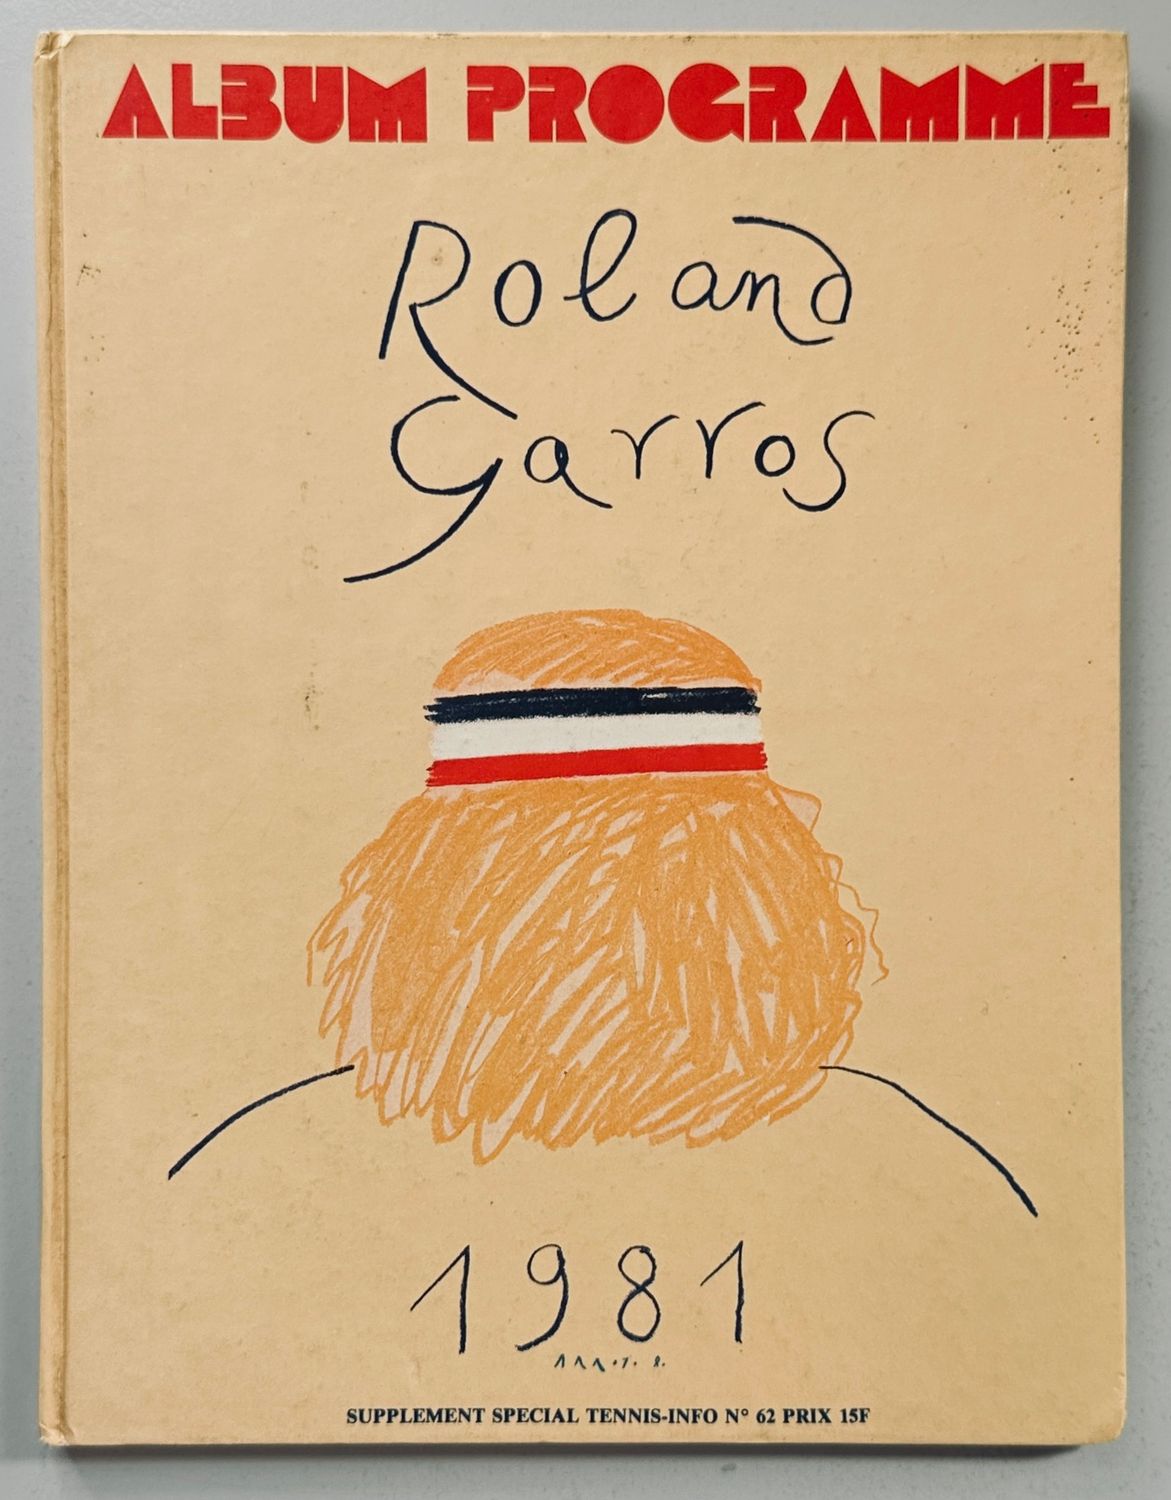 ALBUM PROGRAMME
Roland
Garros
1981
SUPPLEMENT SPECIAL TENNIS-INFO N° 62 PRIX 15F